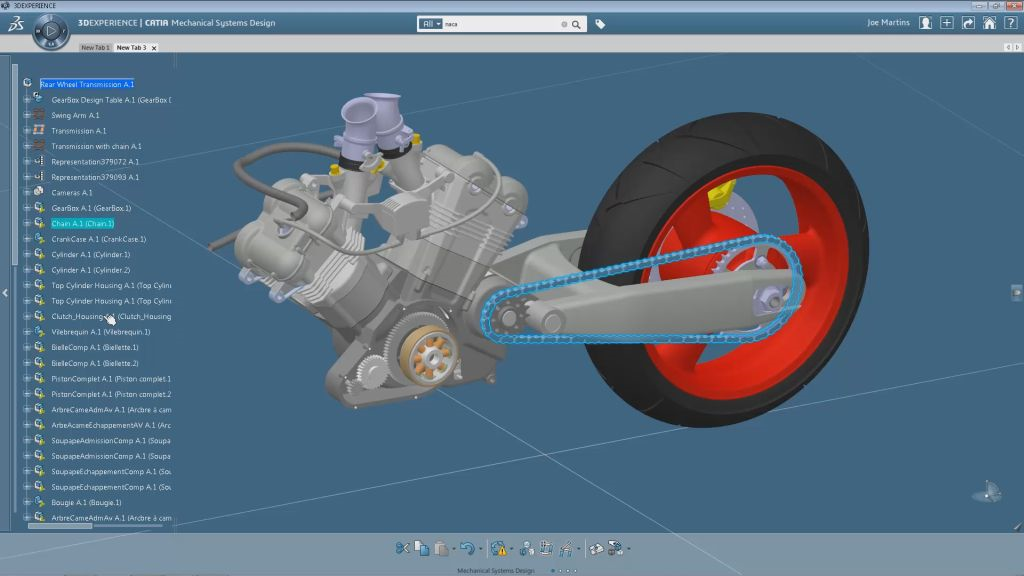 3DEXPERIENCE
3DEXPERIENCE | CATIA Mechanical Systems Design
All naca
Joe Martins
New Tab 1 New Tab 3
Rear Wheel Transmission A.1
GearBox Design Table A.1 (GearBox D
Swing Arm A.1
Transmission A.1
Transmission with chain A.1
Representation379072 A.1
Representation379093 A.1
Cameras A.1
GearBox A.1 (GearBox.1)
Chain A.1 (Chain.1)
CrankCase A.1 (CrankCase.1)
Cylinder A.1 (Cylinder.1)
Cylinder A.1 (Cylinder.2)
Top Cylinder Housing A.1 (Top Cylin
Top Cylinder Housing A.1 (Top Cylin
Clutch_Housing A.1 (Clutch_Housing
Vilebrequin A.1 (Vilebrequin.1)
BielleComp A.1 (Biellette.1)
BielleComp A.1 (Biellette.2)
PistonComplet A.1 (Piston complet.1
PistonComplet A.1 (Piston complet.2
ArbreCameAdmAv A.1 (Arcbre à cam
ArbeAcameEchappementAV A.1 (Arc
SoupapeAdmissionComp A.1 (Soupa
SoupapeAdmissionComp A.1 (Soupa
SoupapeEchappementComp A.1 (Sou
SoupapeEchappementComp A.1 (Sou
Bougie A.1 (Bougie.1)
ArbreCameAdmAv A.1 (Arcbre à cam
Mechanical Systems Design